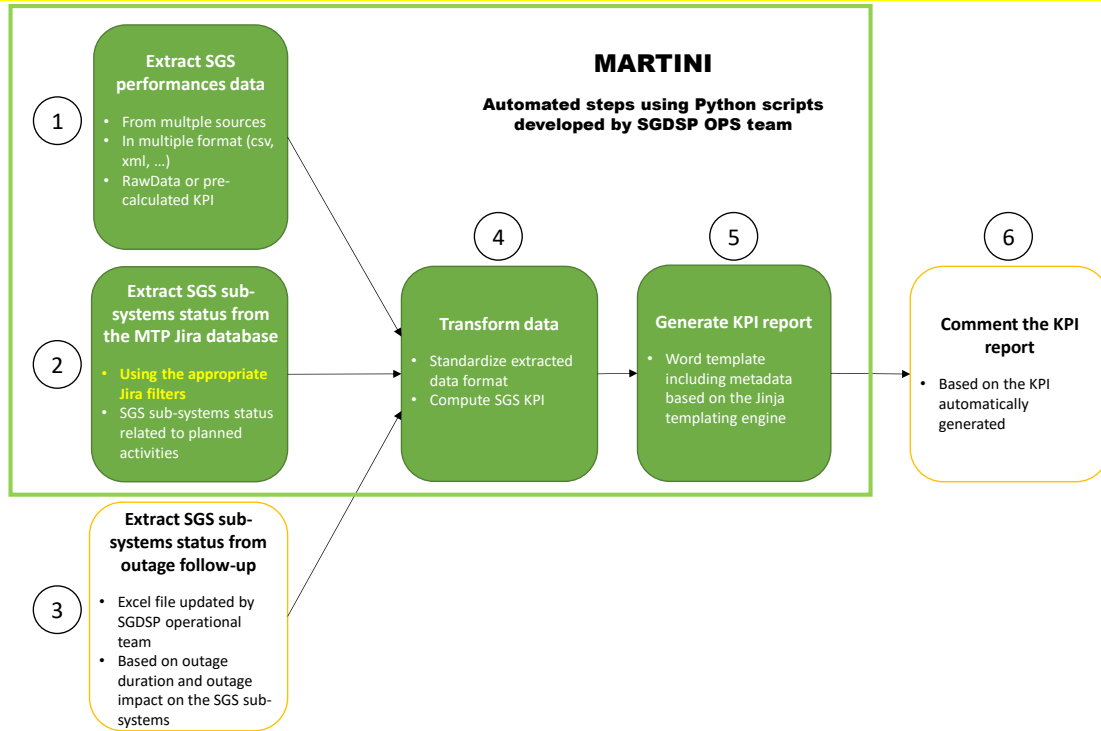 MARTINI
Automated steps using Python scripts
developed by SGDSP OPS team
1
Extract SGS
performances data
• From multple sources
• In multiple format (csv,
xml, …)
• RawData or pre-
calculated KPI
2
Extract SGS sub-
systems status from
the MTP Jira database
• Using the appropriate
Jira filters
• SGS sub-systems status
related to planned
activities
3
Extract SGS sub-
systems status from
outage follow-up
• Excel file updated by
SGDSP operational
team
• Based on outage
duration and outage
impact on the SGS sub-
systems
4
Transform data
• Standardize extracted
data format
• Compute SGS KPI
5
Generate KPI report
• Word template
including metadata
based on the Jinja
templating engine
6
Comment the KPI
report
• Based on the KPI
automatically
generated